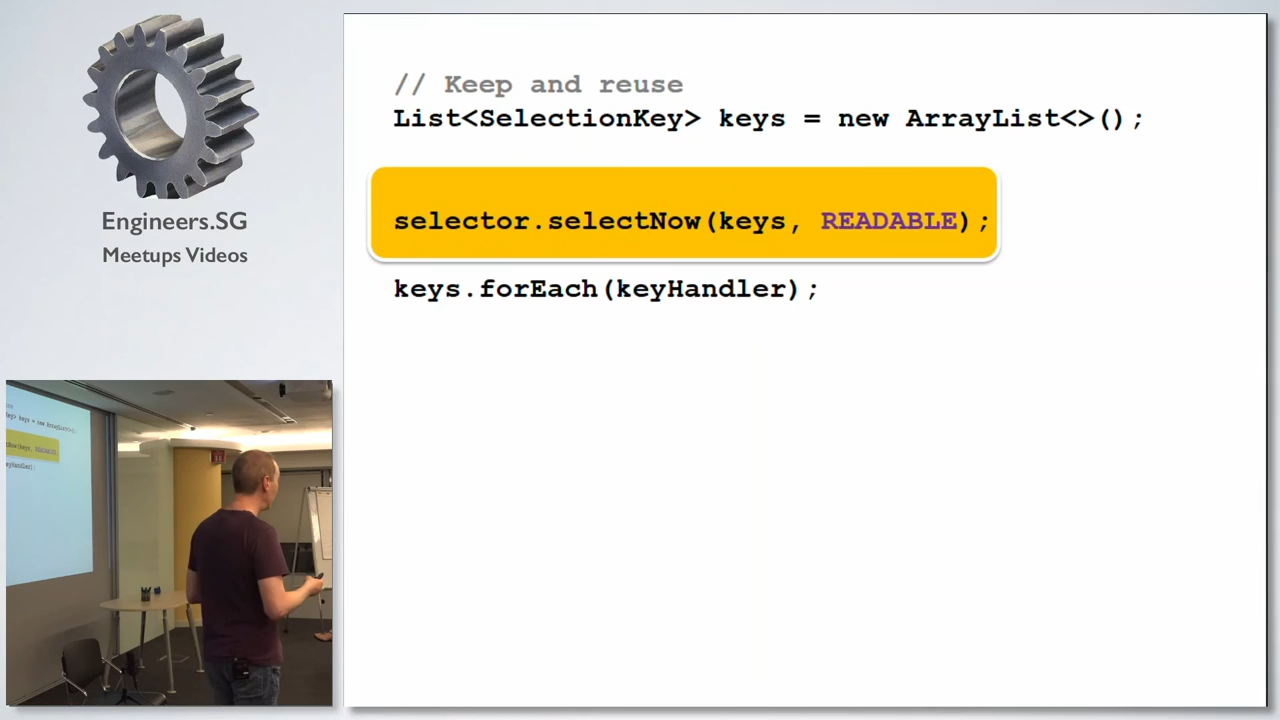 Engineers.SG
Meetups Videos
// Keep and reuse
List<SelectionKey> keys = new ArrayList<>();
selector.selectNow(keys, READABLE);
keys.forEach(keyHandler);